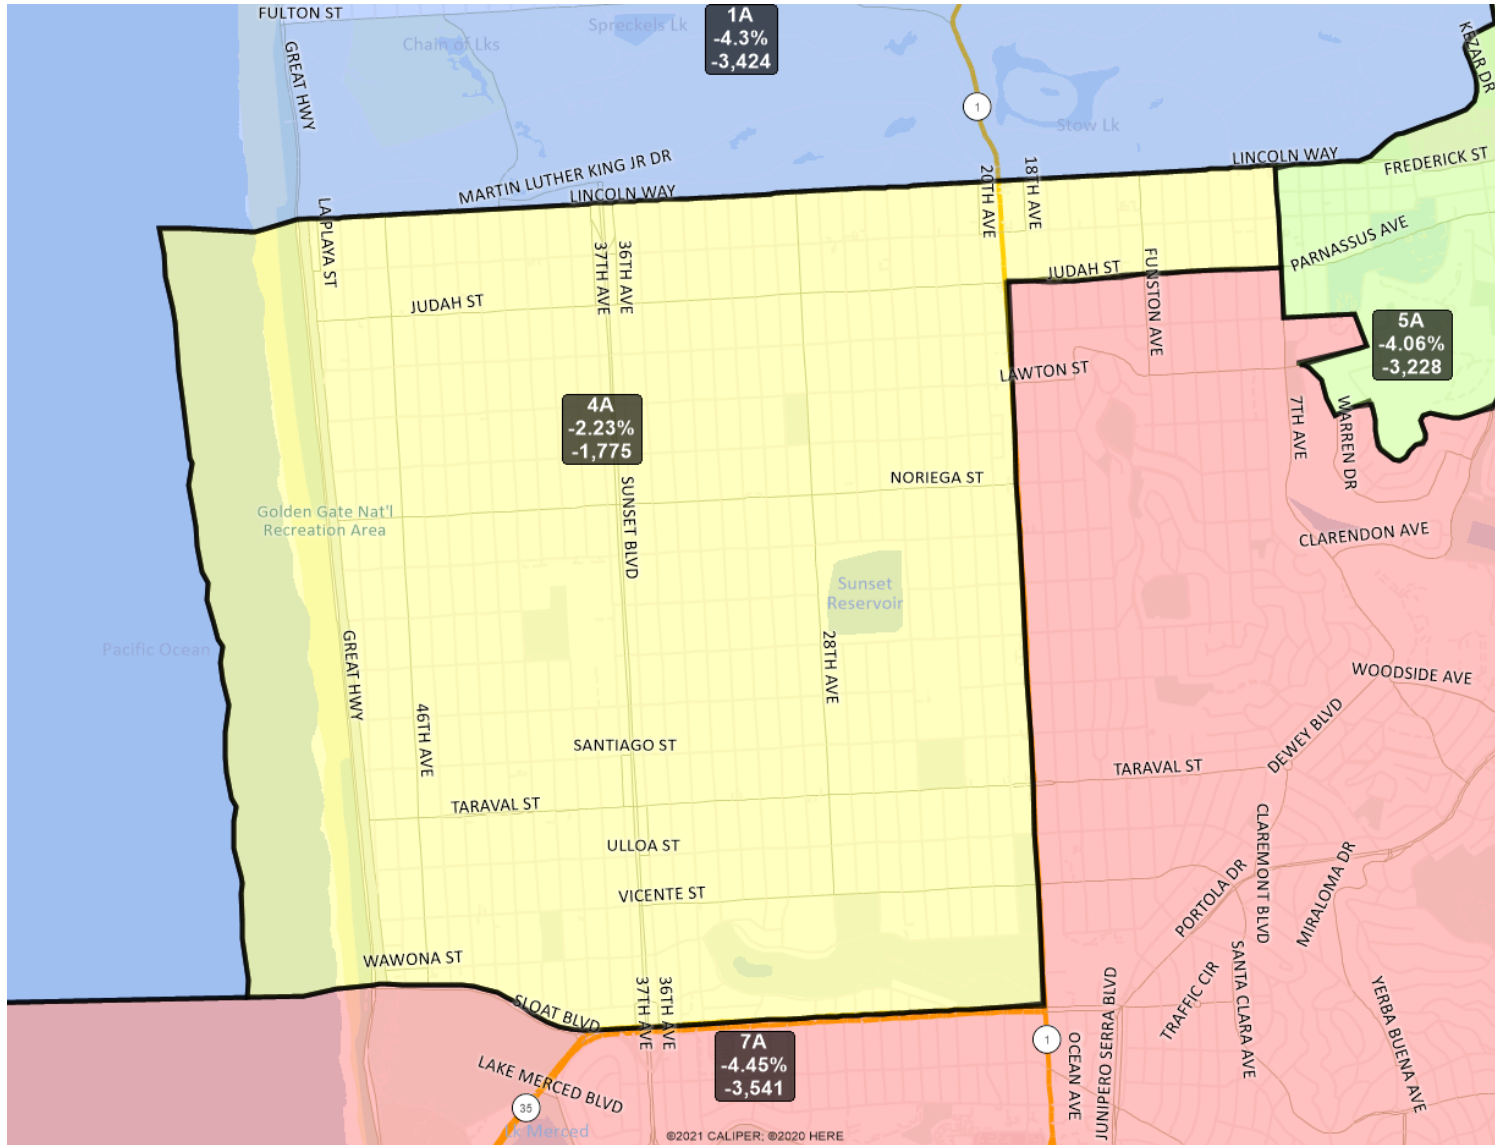 FULTON ST
1A
-4.3%
-3,424
Spreckels Lk
Chain of Lks
GREAT HWY
KEZAR DR
1
Stow Lk
MARTIN LUTHER KING JR DR
LINCOLN WAY
LINCOLN WAY
FREDERICK ST
20TH AVE
18TH AVE
LA PLAYA ST
37TH AVE
36TH AVE
PARNASSUS AVE
JUDAH ST
JUDAH ST
FUNSTON AVE
5A
-4.06%
-3,228
LAWTON ST
4A
-2.23%
-1,775
7TH AVE
WARREN DR
NORIEGA ST
SUNSET BLVD
Golden Gate Nat'l
Recreation Area
CLARENDON AVE
Sunset
Reservoir
Pacific Ocean
GREAT HWY
28TH AVE
WOODSIDE AVE
46TH AVE
SANTIAGO ST
DEWEY BLVD
TARAVAL ST
TARAVAL ST
ULLOA ST
CLAREMONT BLVD
MIRALOMA DR
PORTOLA DR
VICENTE ST
WAWONA ST
SANTA CLARA AVE
TRAFFIC CIR
YERBA BUENA AVE
JUNIPERO SERRA BLVD
37TH AVE
36TH AVE
SLOAT BLVD
7A
-4.45%
-3,541
1
OCEAN AVE
LAKE MERCED BLVD
35
Lk Merced
©2021 CALIPER; ©2020 HERE